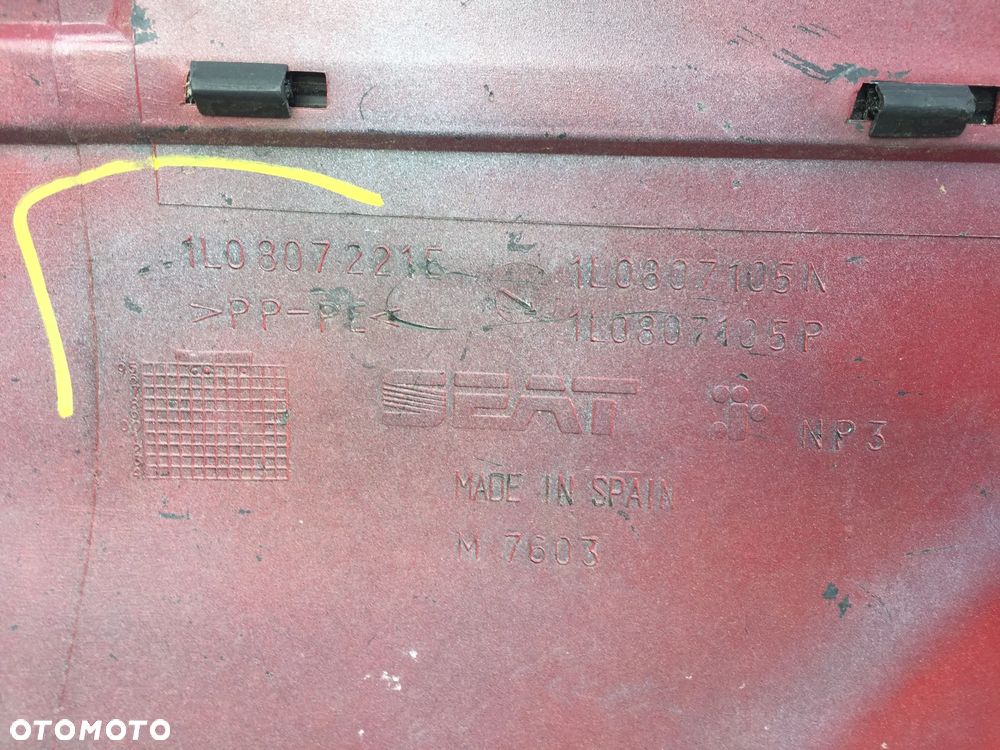 1L0807221E
1L0807105N
>PP-PE<
1L0807105P
SEAT
NP3
MADE IN SPAIN
M 7603
OTOMOTO